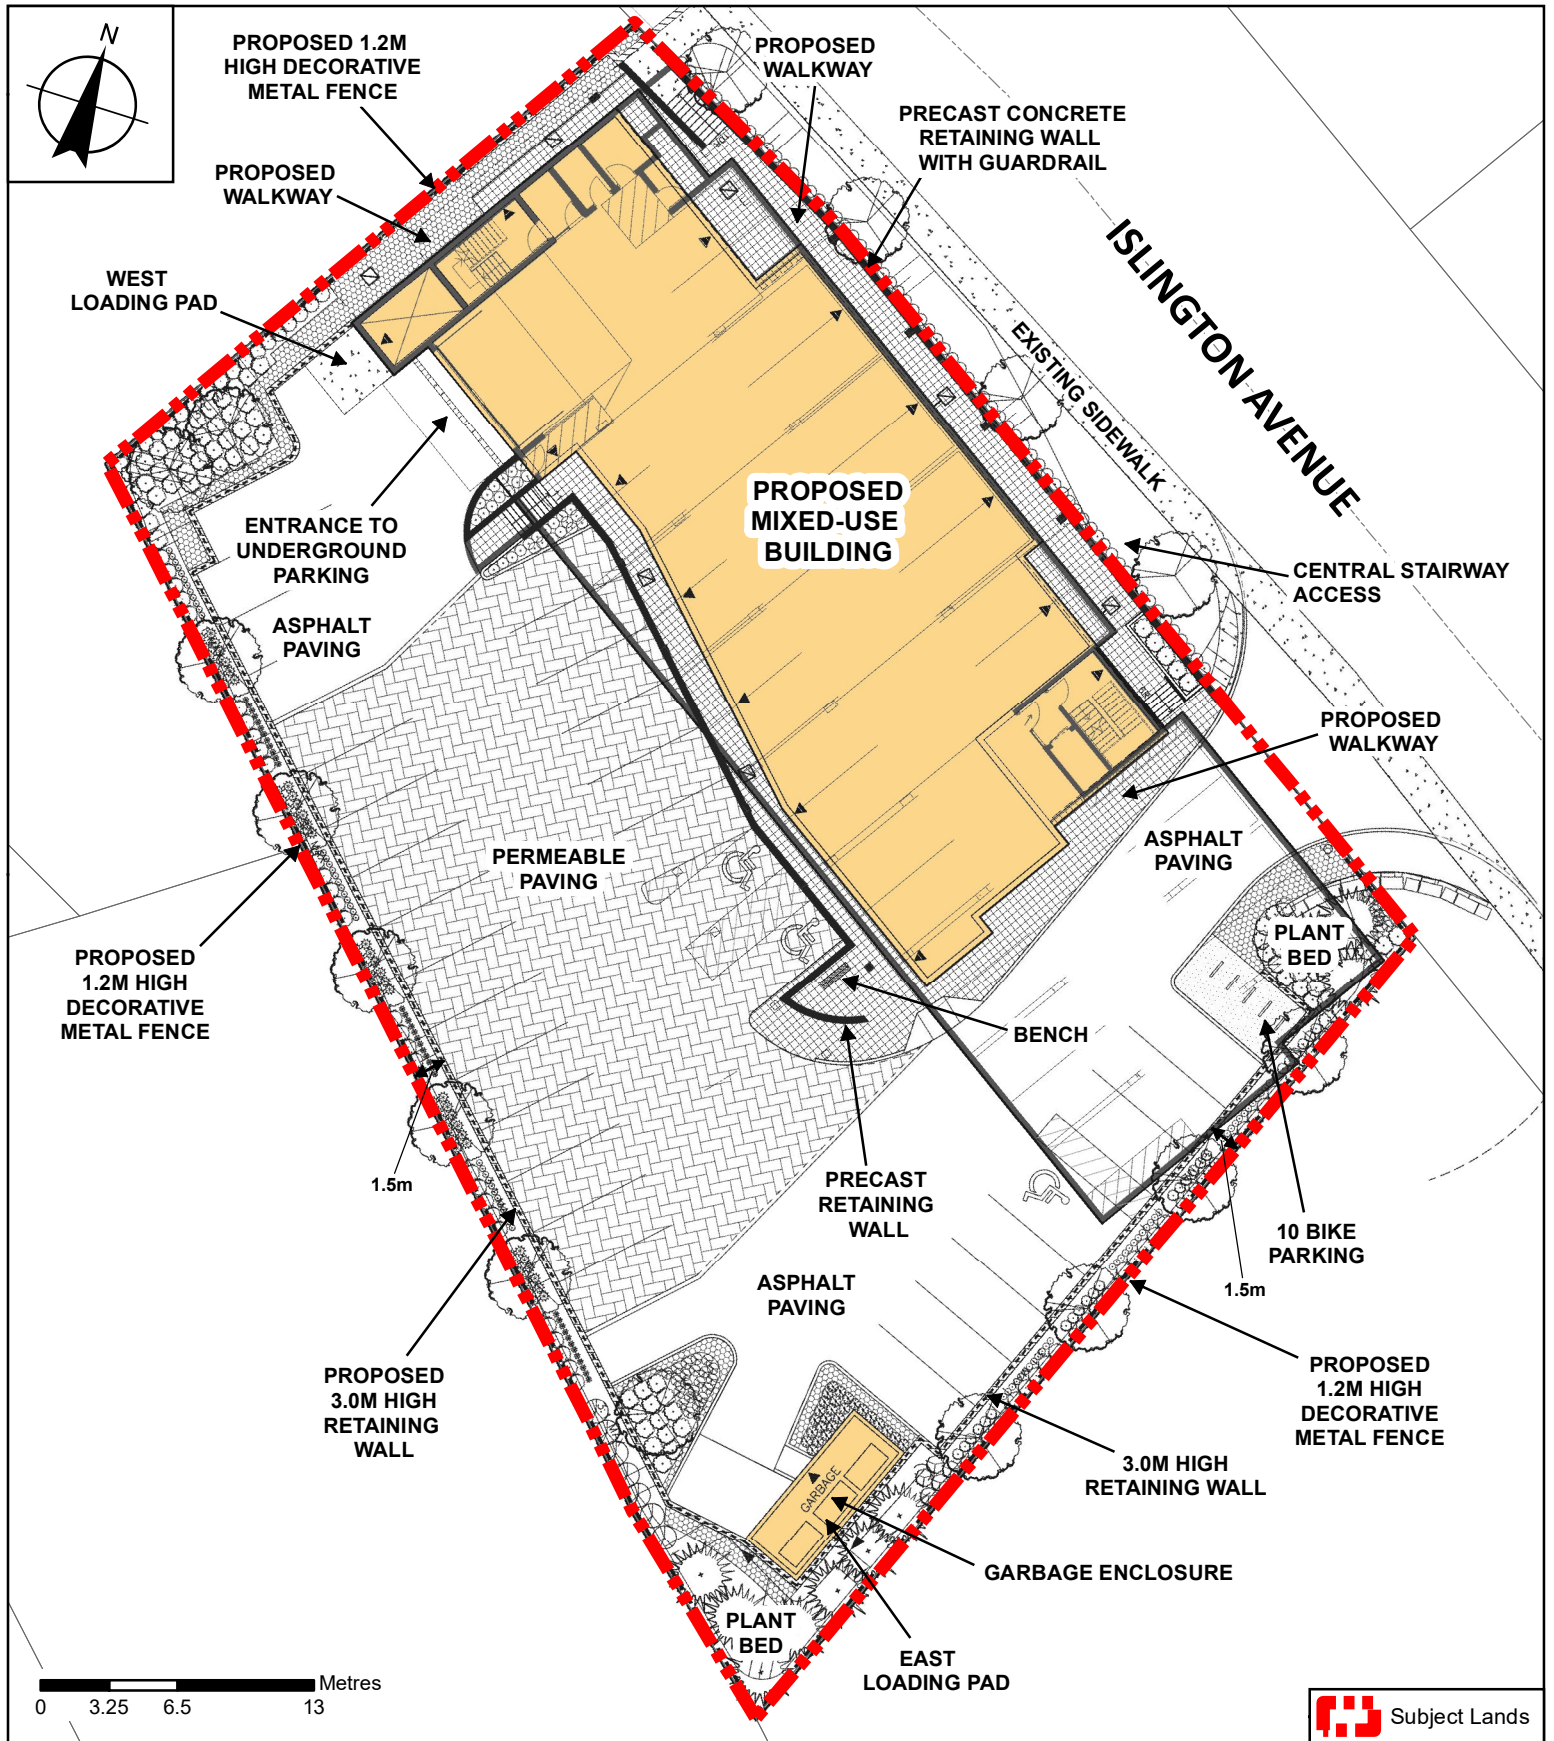 N
PROPOSED 1.2M
HIGH DECORATIVE
METAL FENCE
PROPOSED
WALKWAY
PRECAST CONCRETE
RETAINING WALL
WITH GUARDRAIL
PROPOSED
WALKWAY
WEST
LOADING PAD
ISLINGTON AVENUE
EXISTING SIDEWALK
PROPOSED
MIXED-USE
BUILDING
ENTRANCE TO
UNDERGROUND
PARKING
CENTRAL STAIRWAY
ACCESS
ASPHALT
PAVING
PROPOSED
WALKWAY
ASPHALT
PAVING
PERMEABLE
PAVING
PLANT
BED
PROPOSED
1.2M HIGH
DECORATIVE
METAL FENCE
BENCH
1.5m
PRECAST
RETAINING
WALL
10 BIKE
PARKING
1.5m
ASPHALT
PAVING
PROPOSED
3.0M HIGH
RETAINING
WALL
PROPOSED
1.2M HIGH
DECORATIVE
METAL FENCE
3.0M HIGH
RETAINING WALL
GARBAGE
GARBAGE ENCLOSURE
PLANT
BED
EAST
LOADING PAD
Metres
0 3.25 6.5 13
Subject Lands